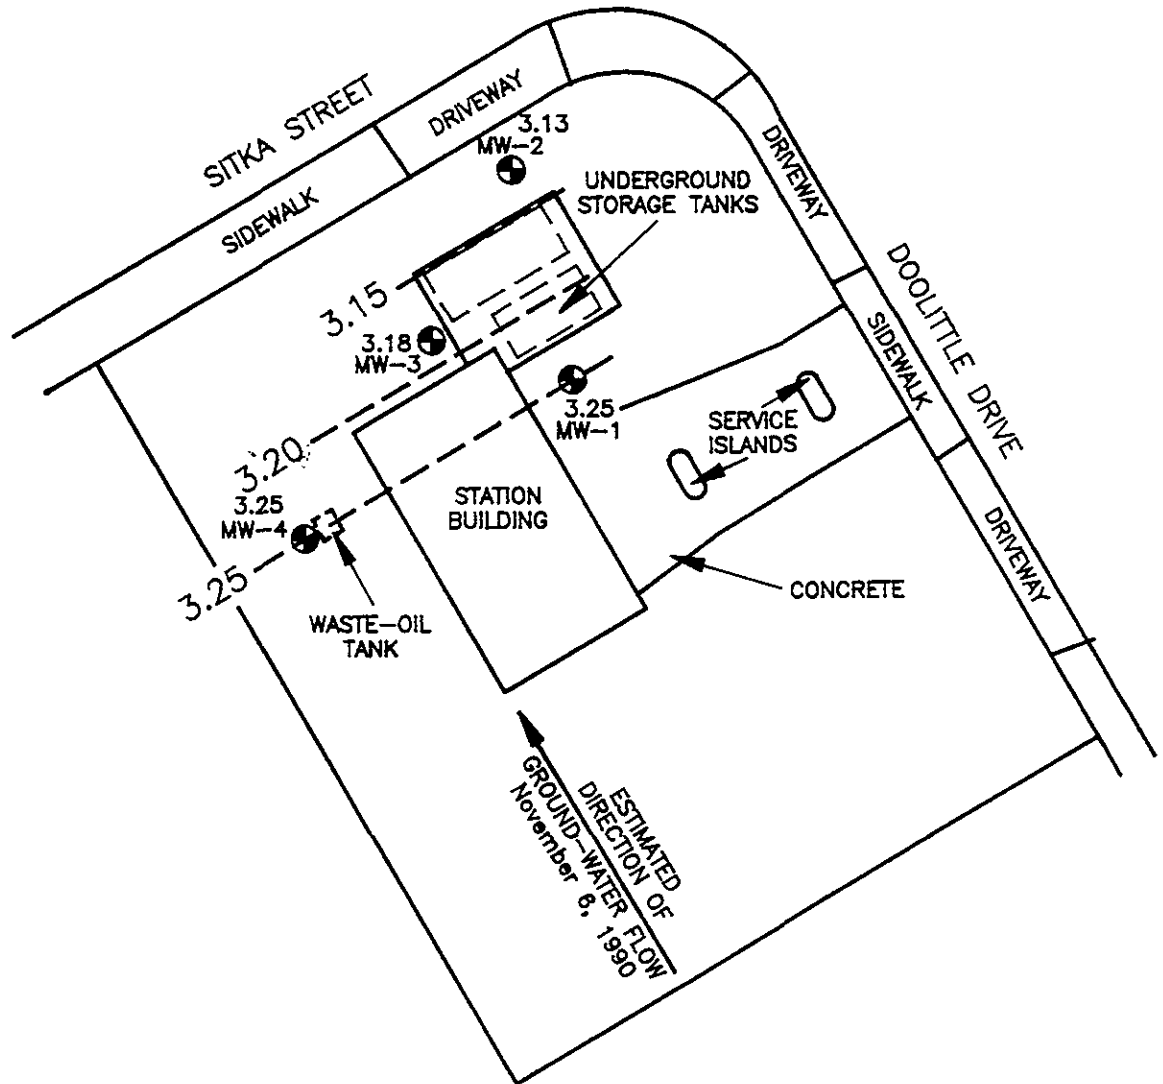 SITKA STREET
DRIVEWAY
SIDEWALK
3.13
MW-2
UNDERGROUND
STORAGE TANKS
DRIVEWAY
DOOLITTLE DRIVE
3.15
3.18
MW-3
SIDEWALK
3.25
MW-1
SERVICE
ISLANDS
3.20
3.25
MW-4
STATION
BUILDING
DRIVEWAY
3.25
CONCRETE
WASTE-OIL
TANK
ESTIMATED
DIRECTION OF
GROUND-WATER FLOW
November 6, 1990